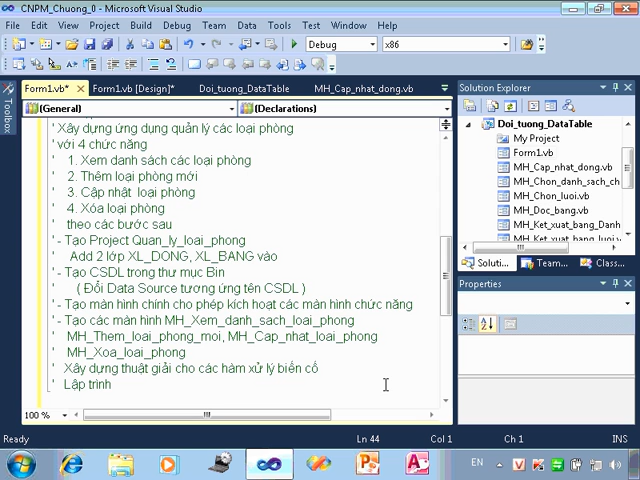 CNPM_Chuong_0 - Microsoft Visual Studio
File Edit View Project Build Debug Team Data Tools Test Window Help
Debug x86
Toolbox
Form1.vb* Form1.vb [Design]* Doi_tuong_DataTable MH_Cap_nhat_dong.vb
(General) (Declarations)
' Xây dựng ứng dụng quản lý các loại phòng
' với 4 chức năng
' 1. Xem danh sách các loại phòng
' 2. Thêm loại phòng mới
' 3. Cập nhật loại phòng
' 4. Xóa loại phòng
' theo các bước sau
' - Tạo Project Quan_ly_loai_phong
' Add 2 lớp XL_DONG, XL_BANG vào
' - Tạo CSDL trong thư mục Bin
' ( Đổi Data Source tương ứng tên CSDL )
' - Tạo màn hình chính cho phép kích hoạt các màn hình chức năng
' - Tạo các màn hình MH_Xem_danh_sach_loai_phong
' MH_Them_loai_phong_moi, MH_Cap_nhat_loai_phong
' MH_Xoa_loai_phong
' Xây dựng thuật giải cho các hàm xử lý biến cố
' Lập trình
100 %
Solution Explorer
Doi_tuong_DataTable
My Project
Form1.vb
MH_Cap_nhat_dong.vb
MH_Chon_danh_sach_ch
MH_Chon_luoi.vb
MH_Doc_bang.vb
MH_Ket_xuat_bang_Danh
MH_Ket_xuat_bang_luoi.v
Soluti... Team... Class...
Properties
Ready Ln 44 Col 1 Ch 1 INS
EN